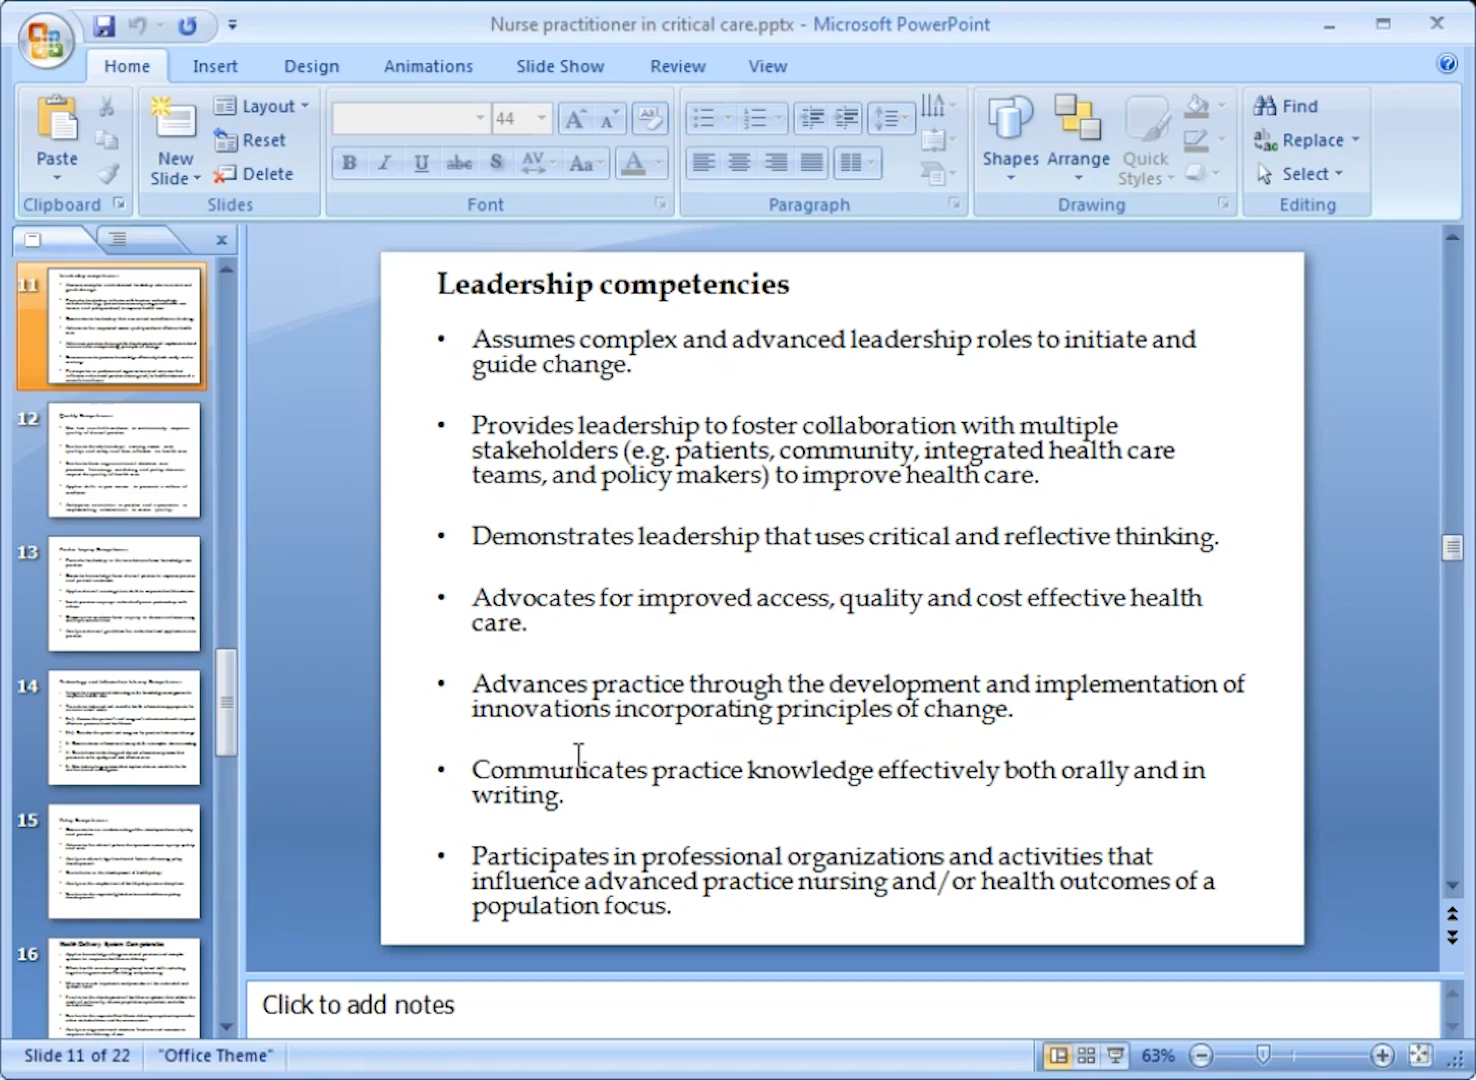 Nurse practitioner in critical care.pptx - Microsoft PowerPoint
Home Insert Design Animations Slide Show Review View
Paste
Clipboard
New Slide
Layout
Reset
Delete
Slides
44
B I U abc S AV Aa A
Font
Paragraph
Shapes
Arrange
Quick Styles
Drawing
Find
Replace
Select
Editing
11
12
13
14
15
16
Leadership competencies
• Assumes complex and advanced leadership roles to initiate and
guide change.
• Provides leadership to foster collaboration with multiple
stakeholders (e.g. patients, community, integrated health care
teams, and policy makers) to improve health care.
• Demonstrates leadership that uses critical and reflective thinking.
• Advocates for improved access, quality and cost effective health
care.
• Advances practice through the development and implementation of
innovations incorporating principles of change.
• Communicates practice knowledge effectively both orally and in
writing.
• Participates in professional organizations and activities that
influence advanced practice nursing and/or health outcomes of a
population focus.
Click to add notes
Slide 11 of 22
"Office Theme"
63%